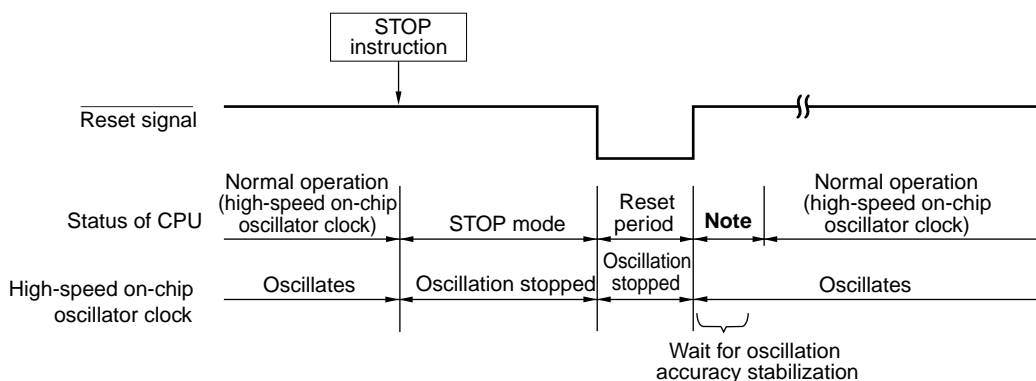 STOP
instruction
Reset signal
Normal operation
(high-speed on-chip
oscillator clock)
Status of CPU
STOP mode
Reset
period
Note
Normal operation
(high-speed on-chip
oscillator clock)
High-speed on-chip
oscillator clock
Oscillates
Oscillation stopped
Oscillation
stopped
Oscillates
Wait for oscillation
accuracy stabilization